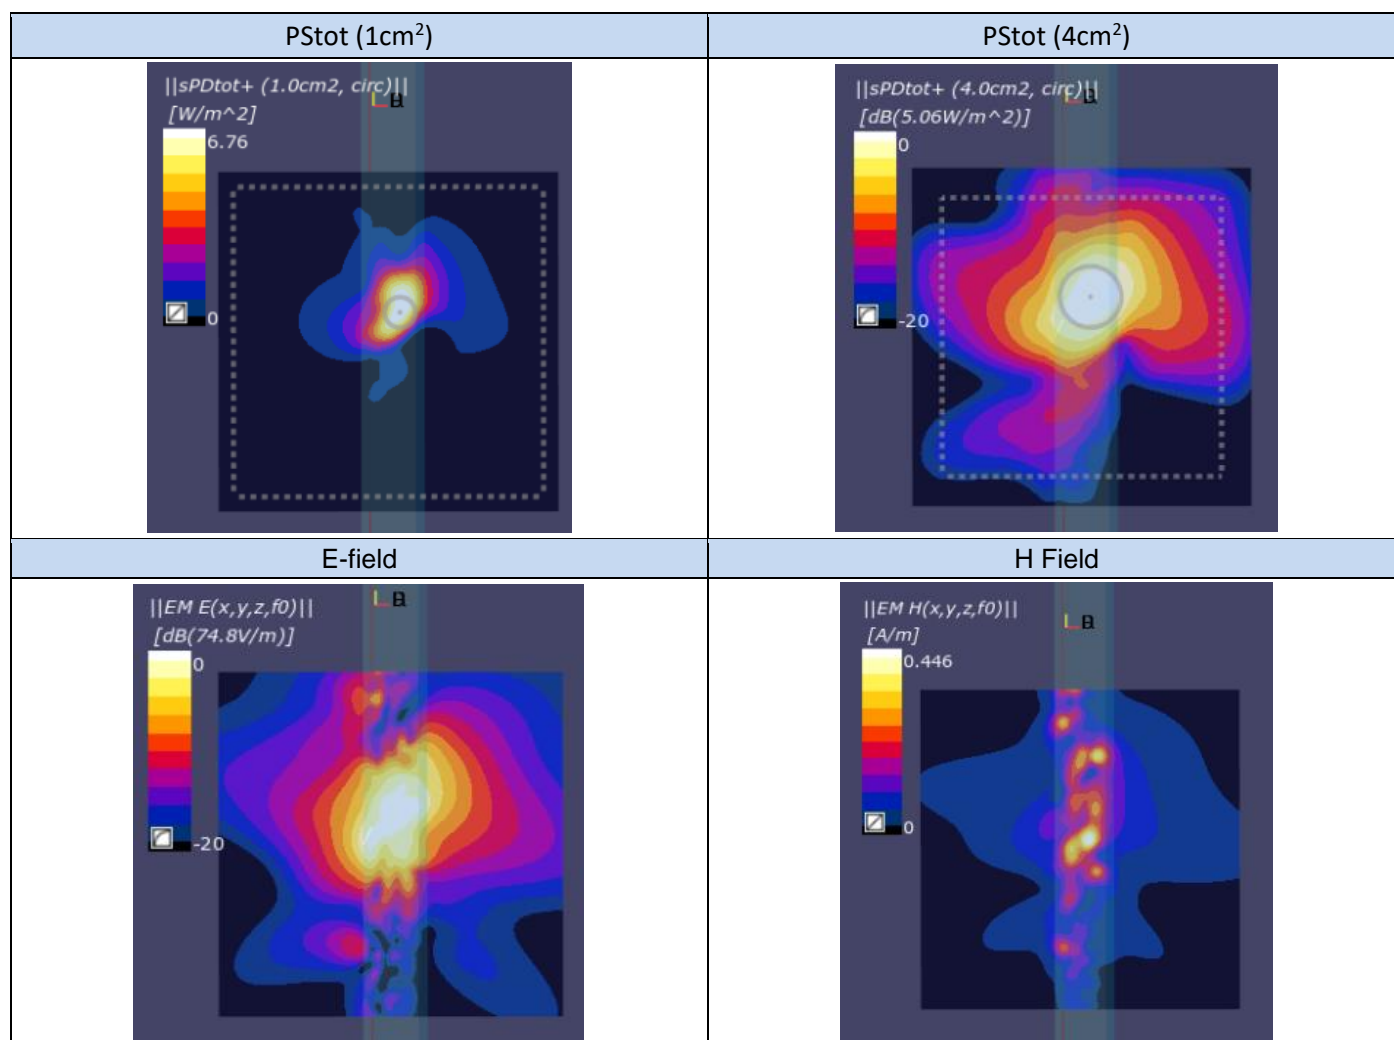 PStot (1cm²)
PStot (4cm²)
||sPDtot+ (1.0cm2, circ)||
[W/m^2]
6.76
0
||sPDtot+ (4.0cm2, circ)||
[dB(5.06W/m^2)]
0
-20
E-field
H Field
||EM E(x,y,z,f0)||
[dB(74.8V/m)]
0
-20
||EM H(x,y,z,f0)||
[A/m]
0.446
0